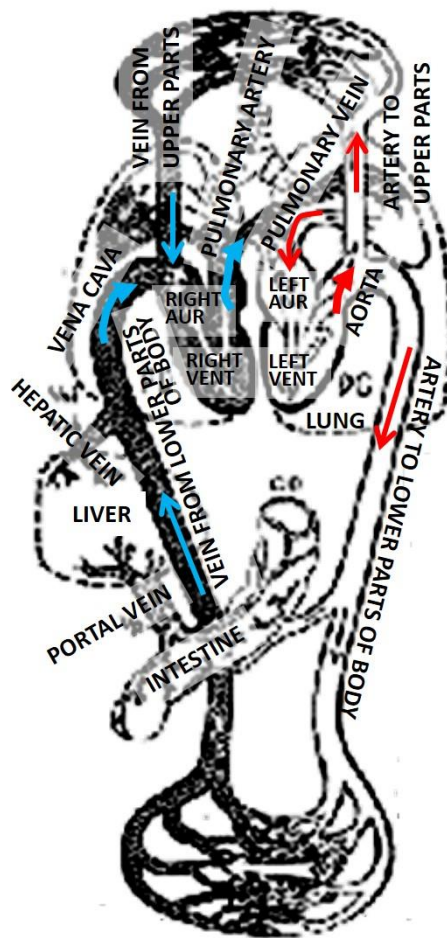 VEIN FROM
UPPER PARTS
PULMONARY ARTERY
PULMONARY VEIN
ARTERY TO
UPPER PARTS
VENA CAVA
RIGHT
AUR
LEFT
AUR
AORTA
RIGHT
VENT
LEFT
VENT
LUNG
HEPATIC VEIN
VEIN FROM LOWER PARTS
OF BODY
ARTERY TO LOWER PARTS OF BODY
LIVER
PORTAL VEIN
INTESTINE